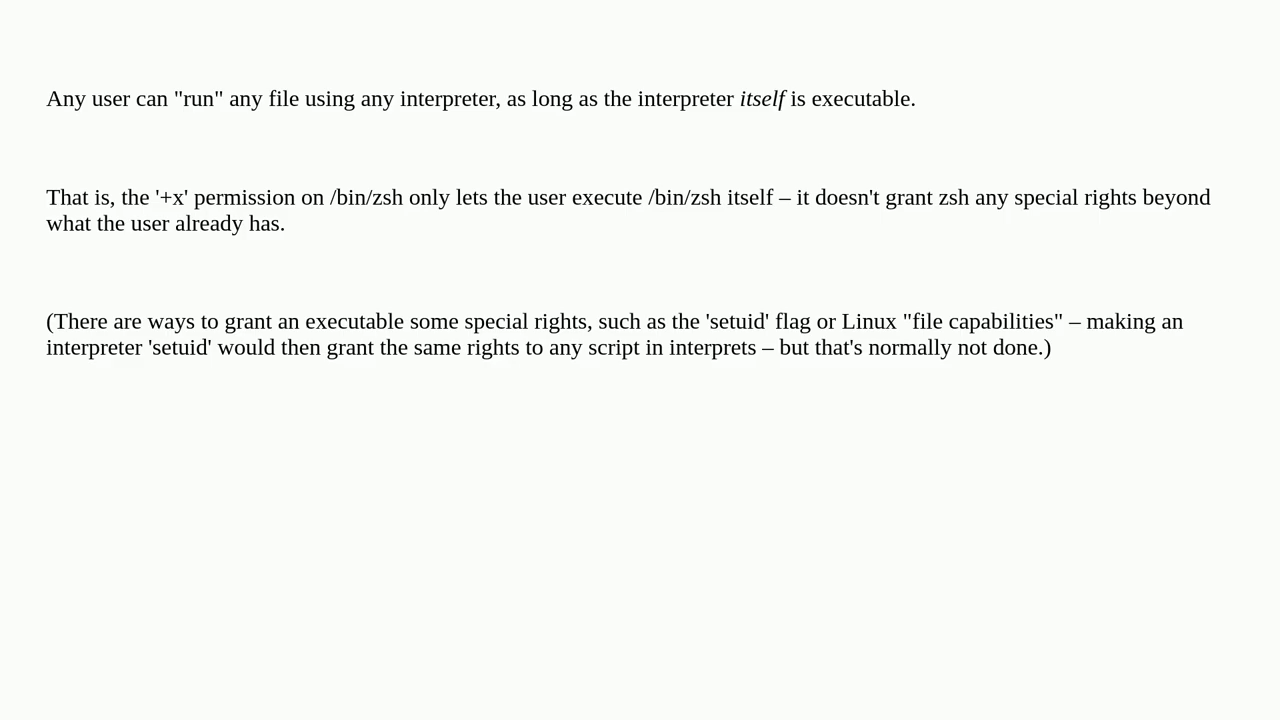 Any user can "run" any file using any interpreter, as long as the interpreter itself is executable.
That is, the '+x' permission on /bin/zsh only lets the user execute /bin/zsh itself – it doesn't grant zsh any special rights beyond
what the user already has.
(There are ways to grant an executable some special rights, such as the 'setuid' flag or Linux "file capabilities" – making an
interpreter 'setuid' would then grant the same rights to any script in interprets – but that's normally not done.)